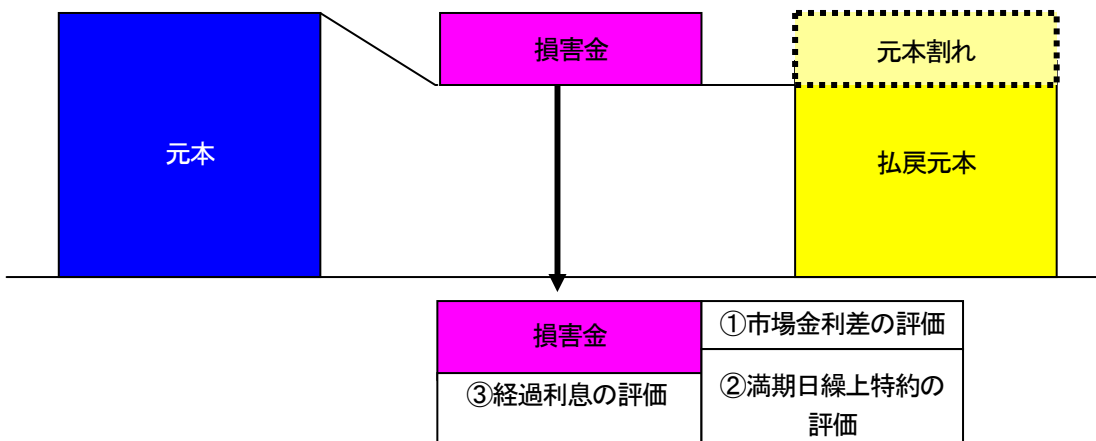 損害金
元本割れ
元本
払戻元本
損害金
①市場金利差の評価
③経過利息の評価
②満期日繰上特約の
評価